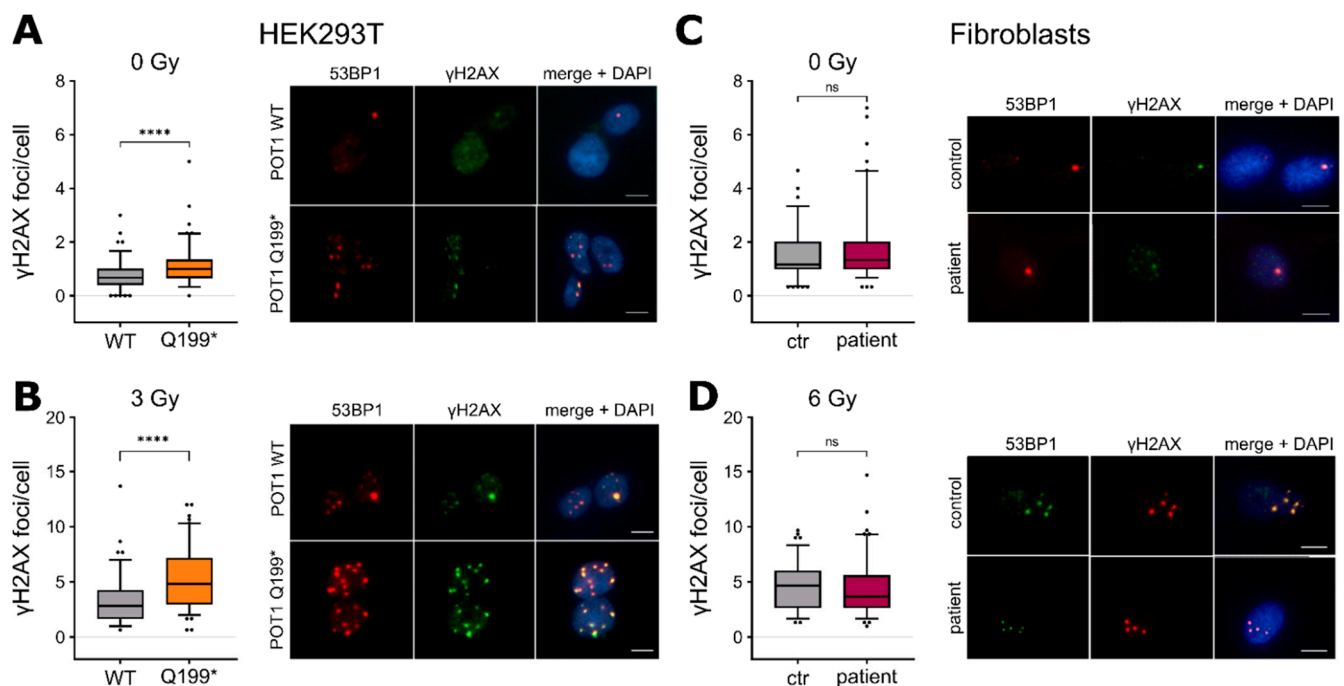 A
HEK293T
0 Gy
γH2AX foci/cell
8
6
4
2
0
****
WT
Q199*
53BP1
γH2AX
merge + DAPI
POT1 WT
POT1 Q199*
B
3 Gy
γH2AX foci/cell
20
15
10
5
0
****
WT
Q199*
53BP1
γH2AX
merge + DAPI
POT1 WT
POT1 Q199*
C
Fibroblasts
0 Gy
γH2AX foci/cell
8
6
4
2
0
ns
ctr
patient
53BP1
γH2AX
merge + DAPI
control
patient
D
6 Gy
γH2AX foci/cell
20
15
10
5
0
ns
ctr
patient
53BP1
γH2AX
merge + DAPI
control
patient